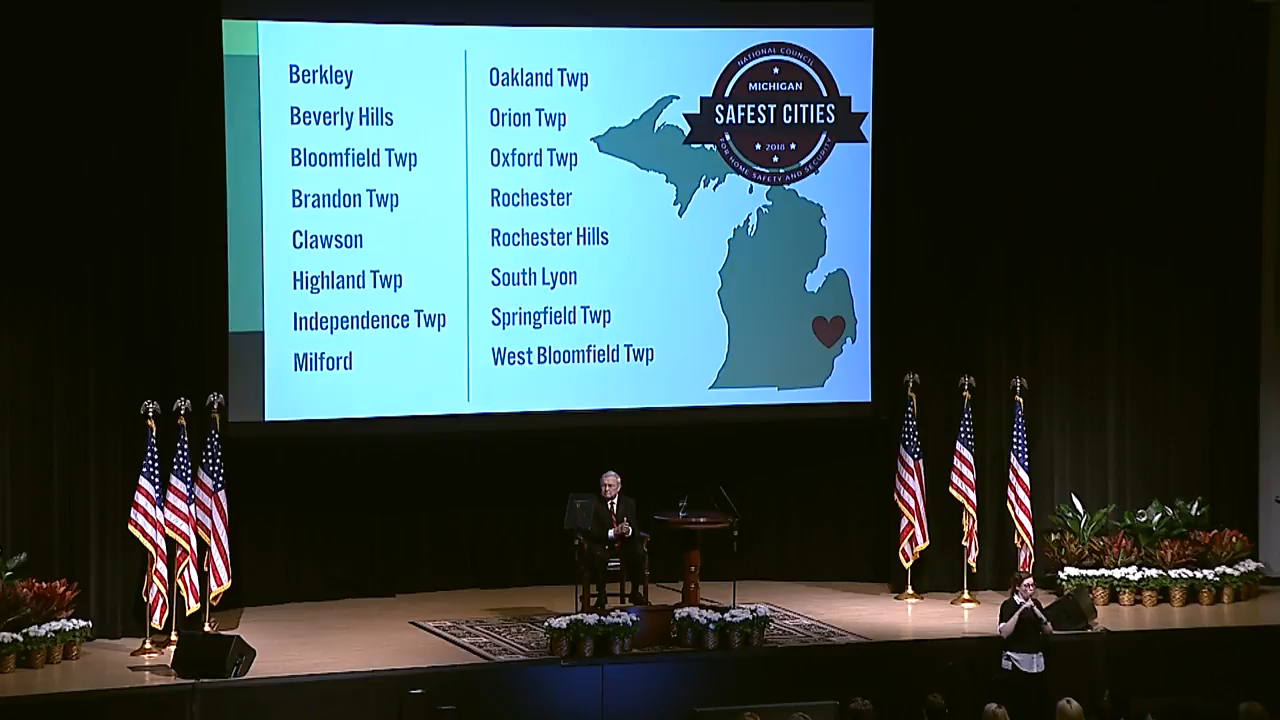 Berkley
Beverly Hills
Bloomfield Twp
Brandon Twp
Clawson
Highland Twp
Independence Twp
Milford
Oakland Twp
Orion Twp
Oxford Twp
Rochester
Rochester Hills
South Lyon
Springfield Twp
West Bloomfield Twp
NATIONAL COUNCIL
MICHIGAN
SAFEST CITIES
2018
FOR HOME SAFETY AND SECURITY